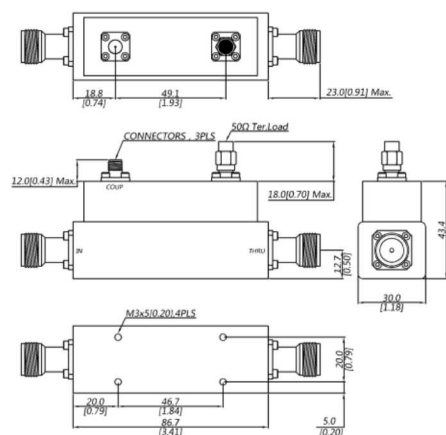 18.8
[0.74]
49.1
[1.93]
23.0[0.91] Max.
50Ω Ter.Load
CONNECTORS , 3PLS
12.0[0.43] Max.
COUP
18.0[0.70] Max.
IN
THRU
12.7
[0.50]
43.4
30.0
[1.18]
M3x5[0.20],4PLS
20.0
[0.79]
20.0
[0.79]
46.7
[1.84]
86.7
[3.41]
5.0
[0.20]